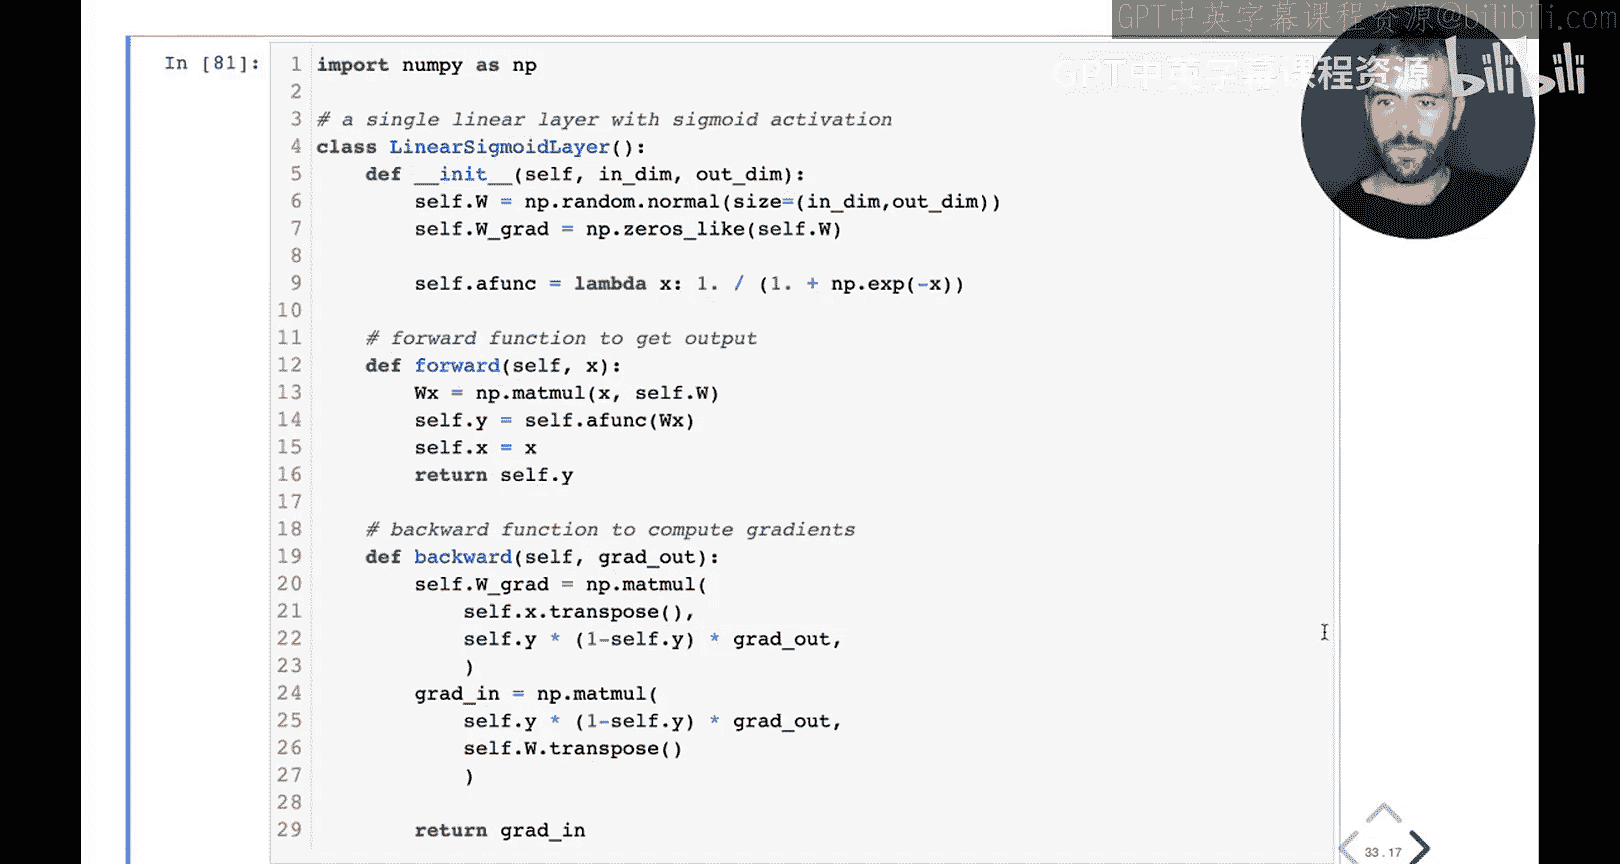 GPT中英字幕课程资源@bilibili.com
GPT中英字幕课程资源 bilibili
In [81]:
1 import numpy as np
2
3 # a single linear layer with sigmoid activation
4 class LinearSigmoidLayer():
5     def __init__(self, in_dim, out_dim):
6         self.W = np.random.normal(size=(in_dim,out_dim))
7         self.W_grad = np.zeros_like(self.W)
8
9         self.afunc = lambda x: 1. / (1. + np.exp(-x))
10
11     # forward function to get output
12     def forward(self, x):
13         Wx = np.matmul(x, self.W)
14         self.y = self.afunc(Wx)
15         self.x = x
16         return self.y
17
18     # backward function to compute gradients
19     def backward(self, grad_out):
20         self.W_grad = np.matmul(
21             self.x.transpose(),
22             self.y * (1-self.y) * grad_out,
23             )
24         grad_in = np.matmul(
25             self.y * (1-self.y) * grad_out,
26             self.W.transpose()
27             )
28
29         return grad_in
33.17